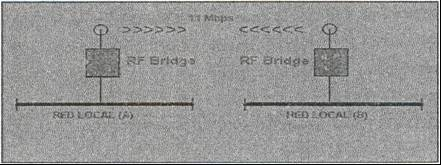 11 Mbps
RF Bridge
RF Bridge
RED LOCAL (A)
RED LOCAL (B)